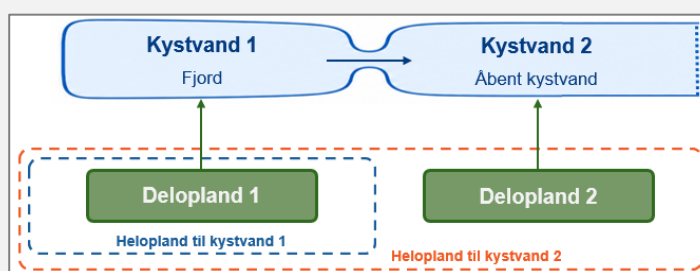 Kystvand 1
Fjord
Kystvand 2
Åbent kystvand
Delopland 1
Delopland 2
Helopland til kystvand 1
Helopland til kystvand 2